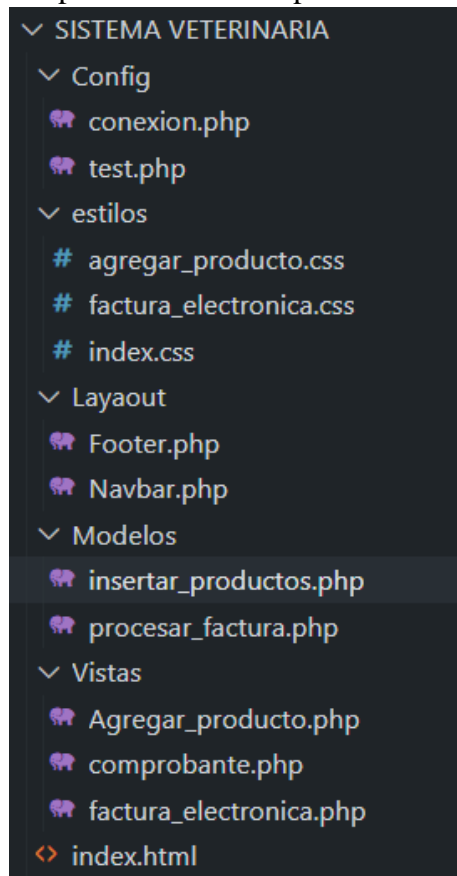 SISTEMA VETERINARIA
Config
conexion.php
test.php
estilos
# agregar_producto.css
# factura_electronica.css
# index.css
Layaout
Footer.php
Navbar.php
Modelos
insertar_productos.php
procesar_factura.php
Vistas
Agregar_producto.php
comprobante.php
factura_electronica.php
<> index.html